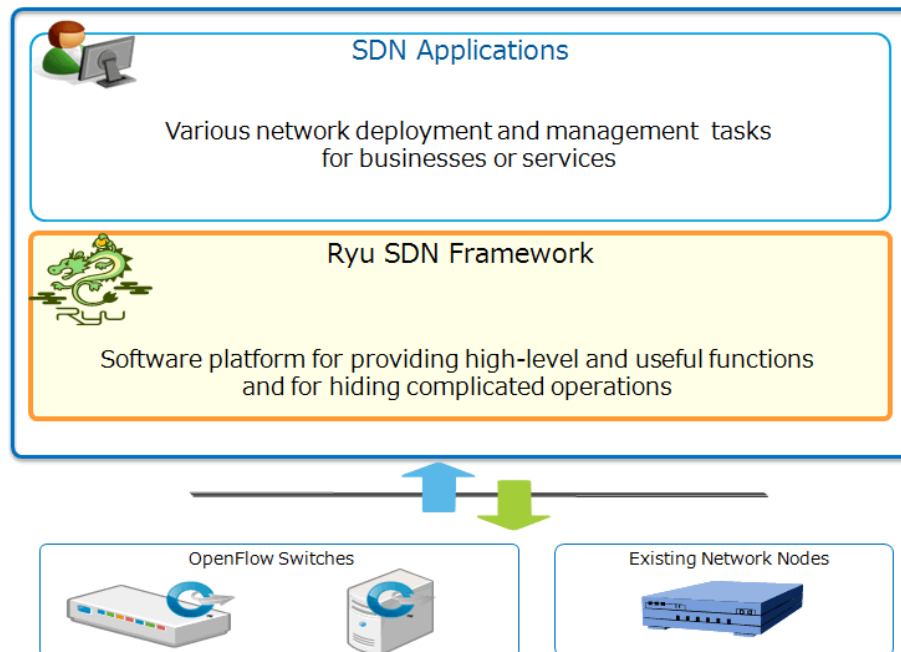 SDN Applications
Various network deployment and management tasks
for businesses or services
Ryu SDN Framework
Ryu
Software platform for providing high-level and useful functions
and for hiding complicated operations
OpenFlow Switches
Existing Network Nodes